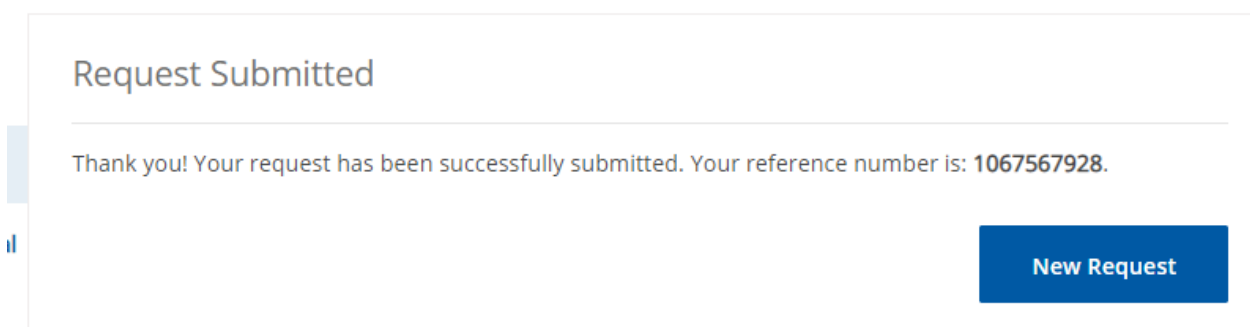 Request Submitted
Thank you! Your request has been successfully submitted. Your reference number is: 1067567928.
New Request